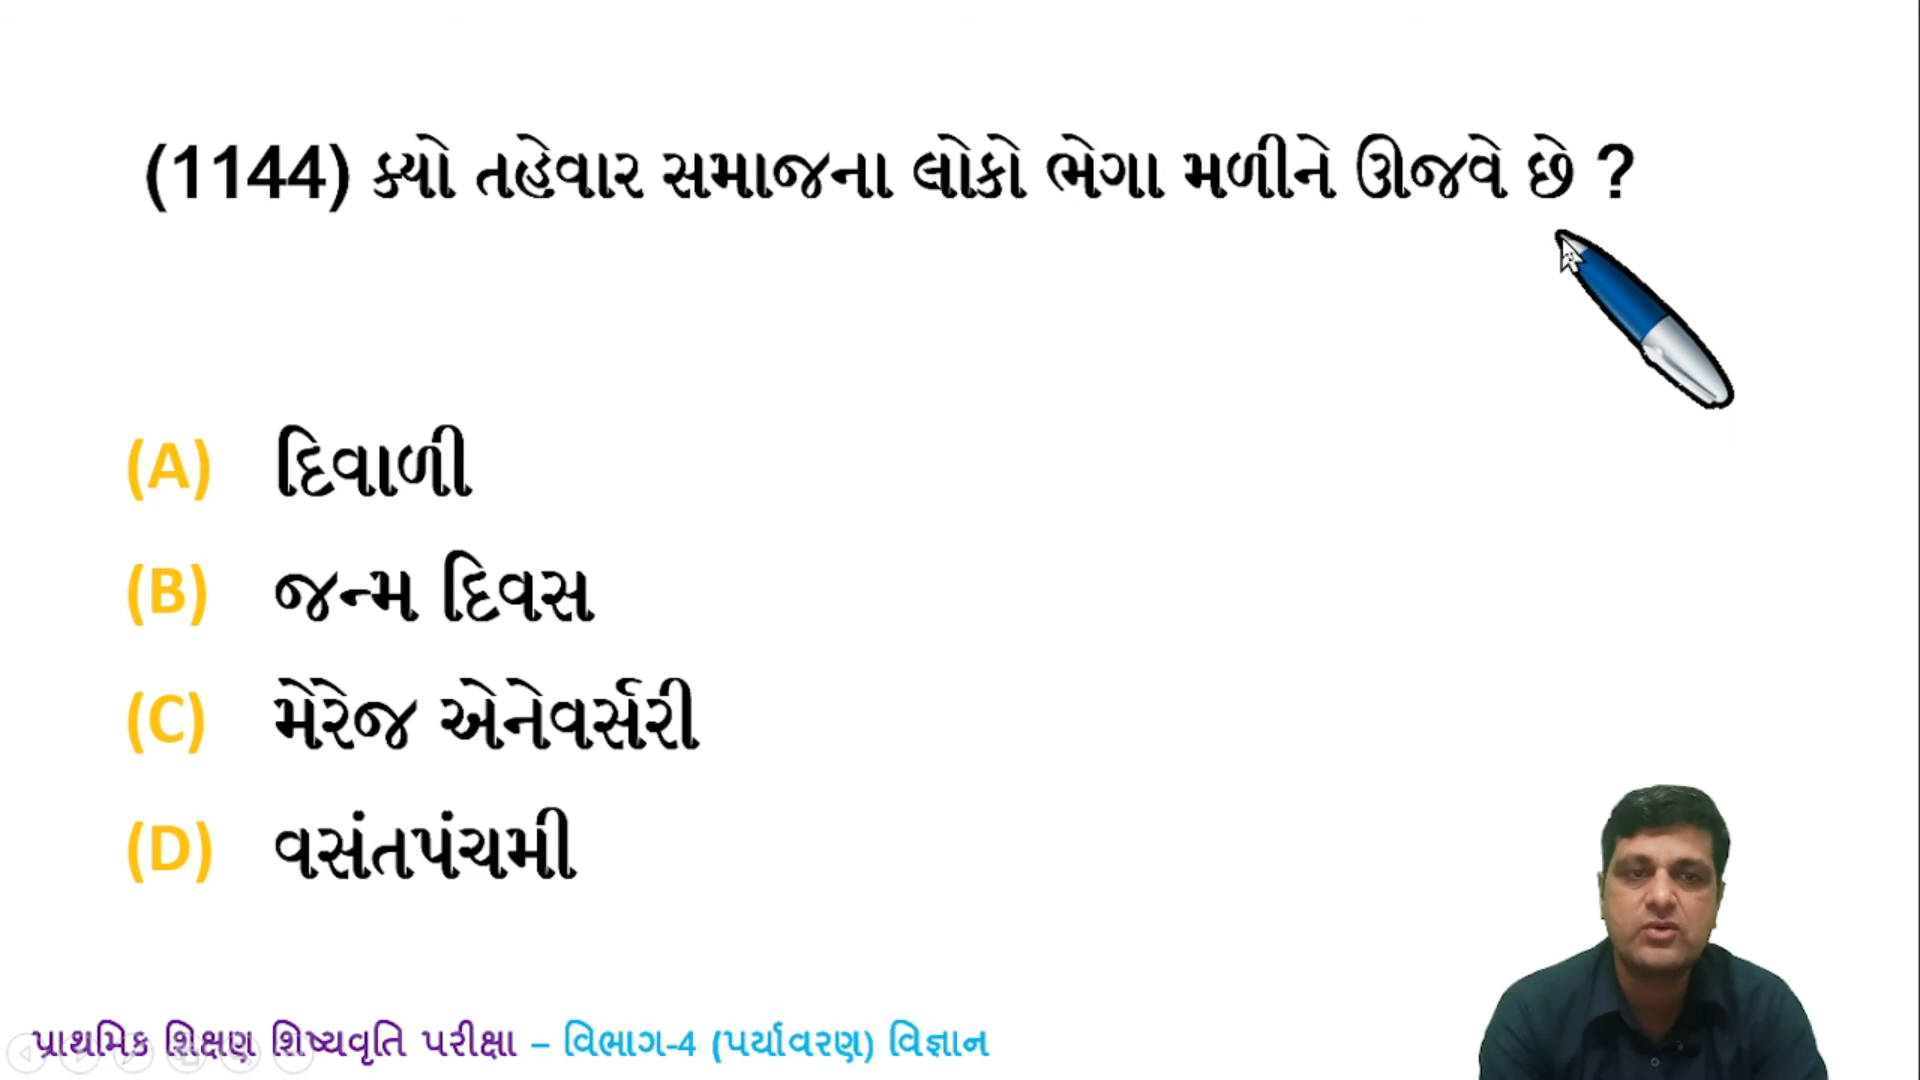 (1144) ક્યો તહેવાર સમાજના લોકો ભેગા મળીને ઊજવે છે ?
(A) દિવાળી
(B) જન્મ દિવસ
(C) મેરેજ એનેવર્સરી
(D) વસંતપંચમી
પ્રાથમિક શિક્ષણ શિષ્યવૃતિ પરીક્ષા – વિભાગ-4 (પર્યાવરણ) વિજ્ઞાન